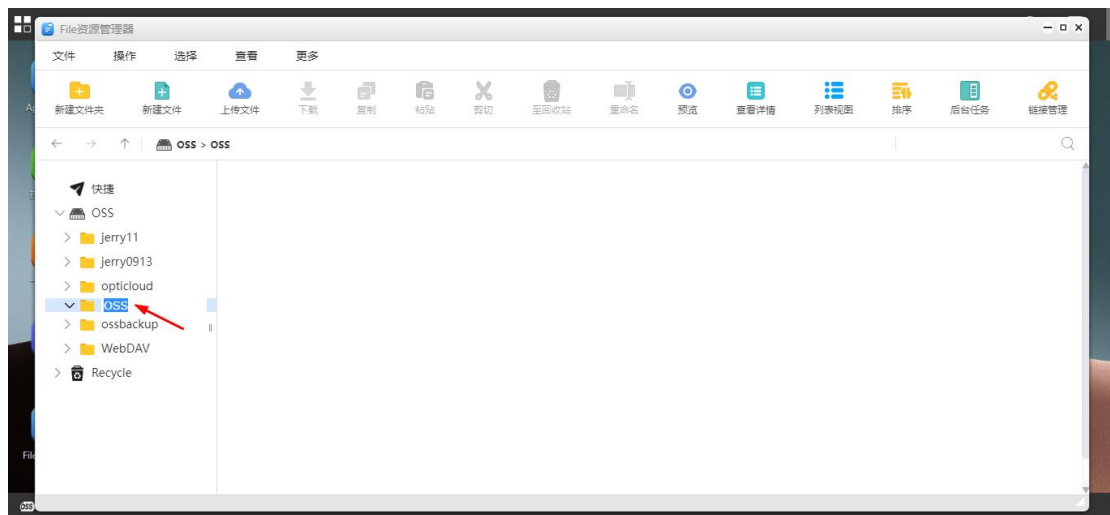 File资源管理器
文件 操作 选择 查看 更多
新建文件夹 新建文件 上传文件 下载 复制 粘贴 剪切 至回收站 重命名 预览 查看详情 列表视图 排序 后台任务 链接管理
OSS > OSS
快捷
OSS
jerry11
jerry0913
opticloud
OSS
ossbackup
WebDAV
Recycle
File
OSS